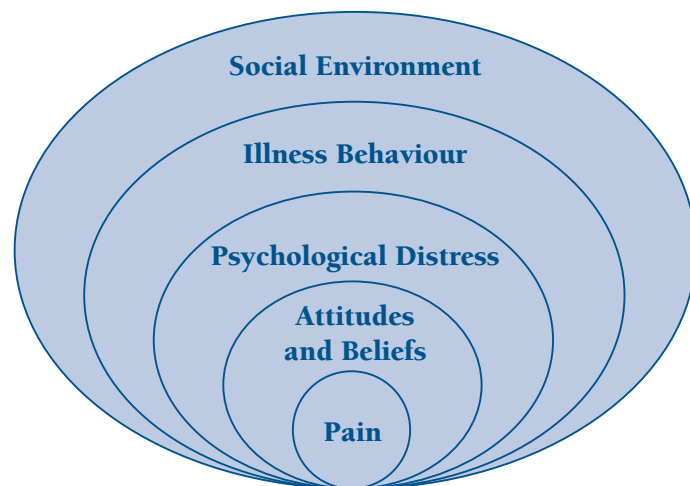 Social Environment
Illness Behaviour
Psychological Distress
Attitudes
and Beliefs
Pain